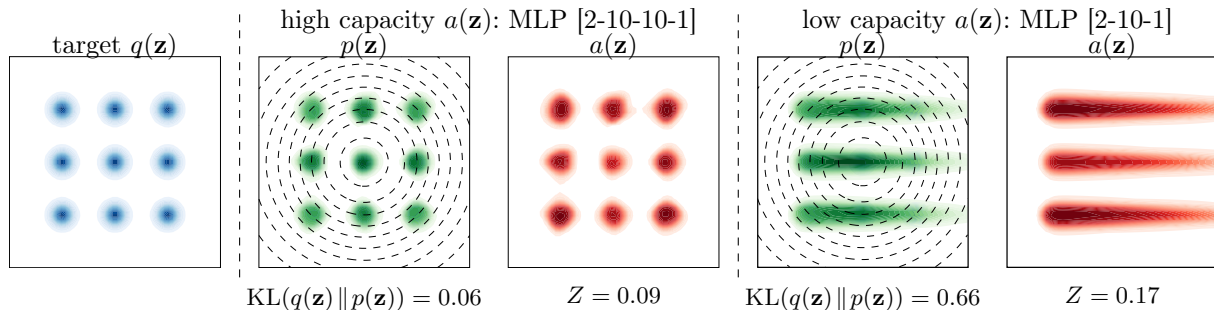 high capacity a(z): MLP [2-10-10-1]
low capacity a(z): MLP [2-10-10-1]
target q(z)
p(z)
a(z)
p(z)
a(z)
KL(q(z)‖p(z)) = 0.06
Z = 0.09
KL(q(z)‖p(z)) = 0.66
Z = 0.17